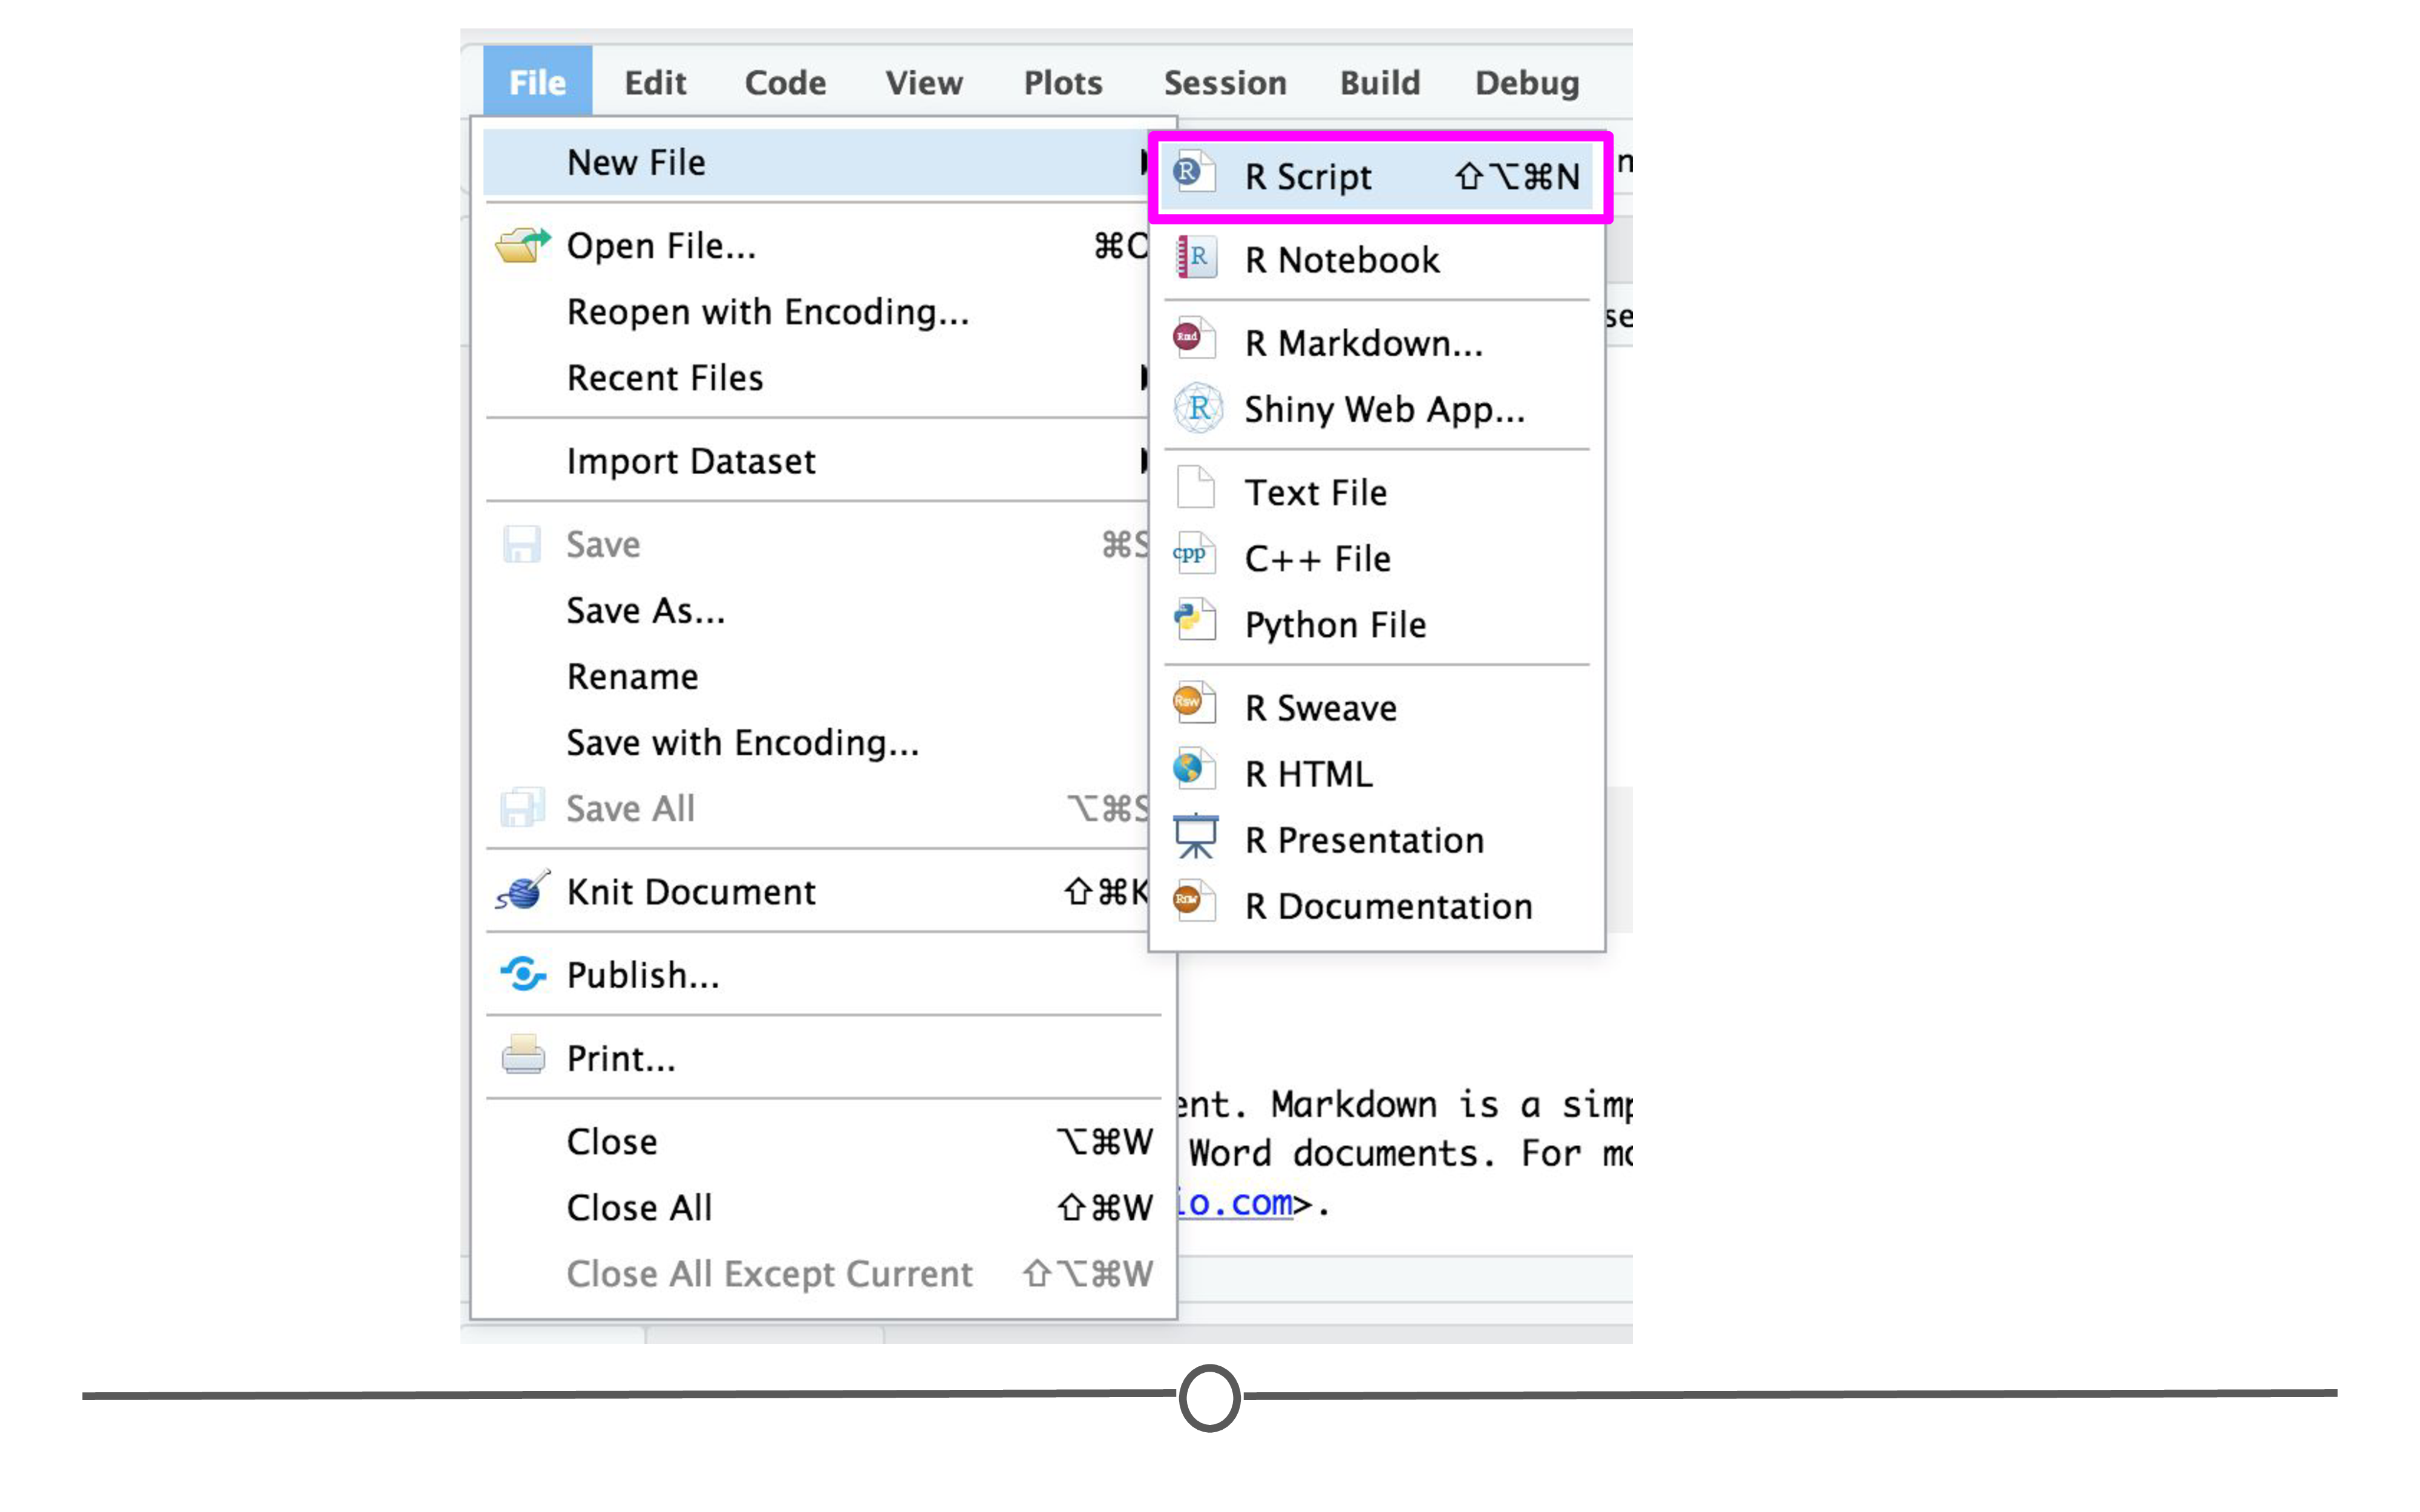 File Edit Code View Plots Session Build Debug
New File
Open File... ⌘O
Reopen with Encoding...
Recent Files
Import Dataset
Save ⌘S
Save As...
Rename
Save with Encoding...
Save All ⌥⌘S
Knit Document ⇧⌘K
Publish...
Print...
Close ⌥⌘W
Close All ⇧⌘W
Close All Except Current ⇧⌥⌘W
R Script ⇧⌥⌘N
R Notebook
R Markdown...
Shiny Web App...
Text File
C++ File
Python File
R Sweave
R HTML
R Presentation
R Documentation
ent. Markdown is a simp
Word documents. For mo
io.com>.